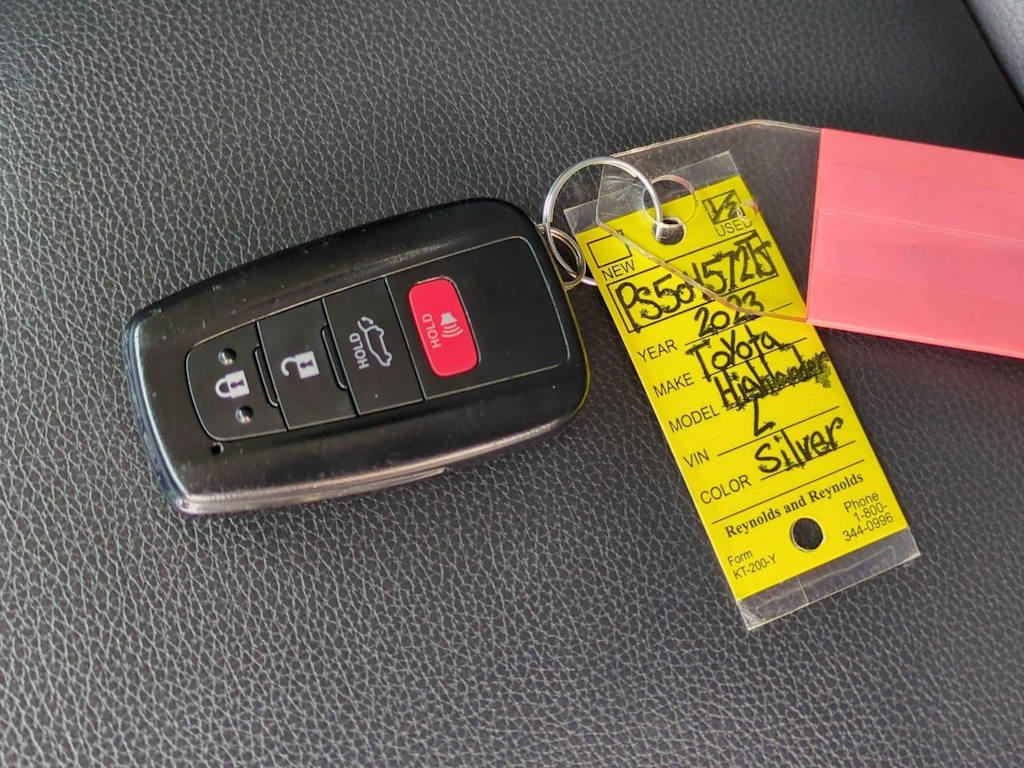 HOLD
HOLD
USED
NEW
PS501572TS
YEAR 2023
MAKE Toyota
MODEL Highlander
L
VIN
COLOR Silver
Reynolds and Reynolds
Form
KT-200-Y
Phone
1-800-
344-0996